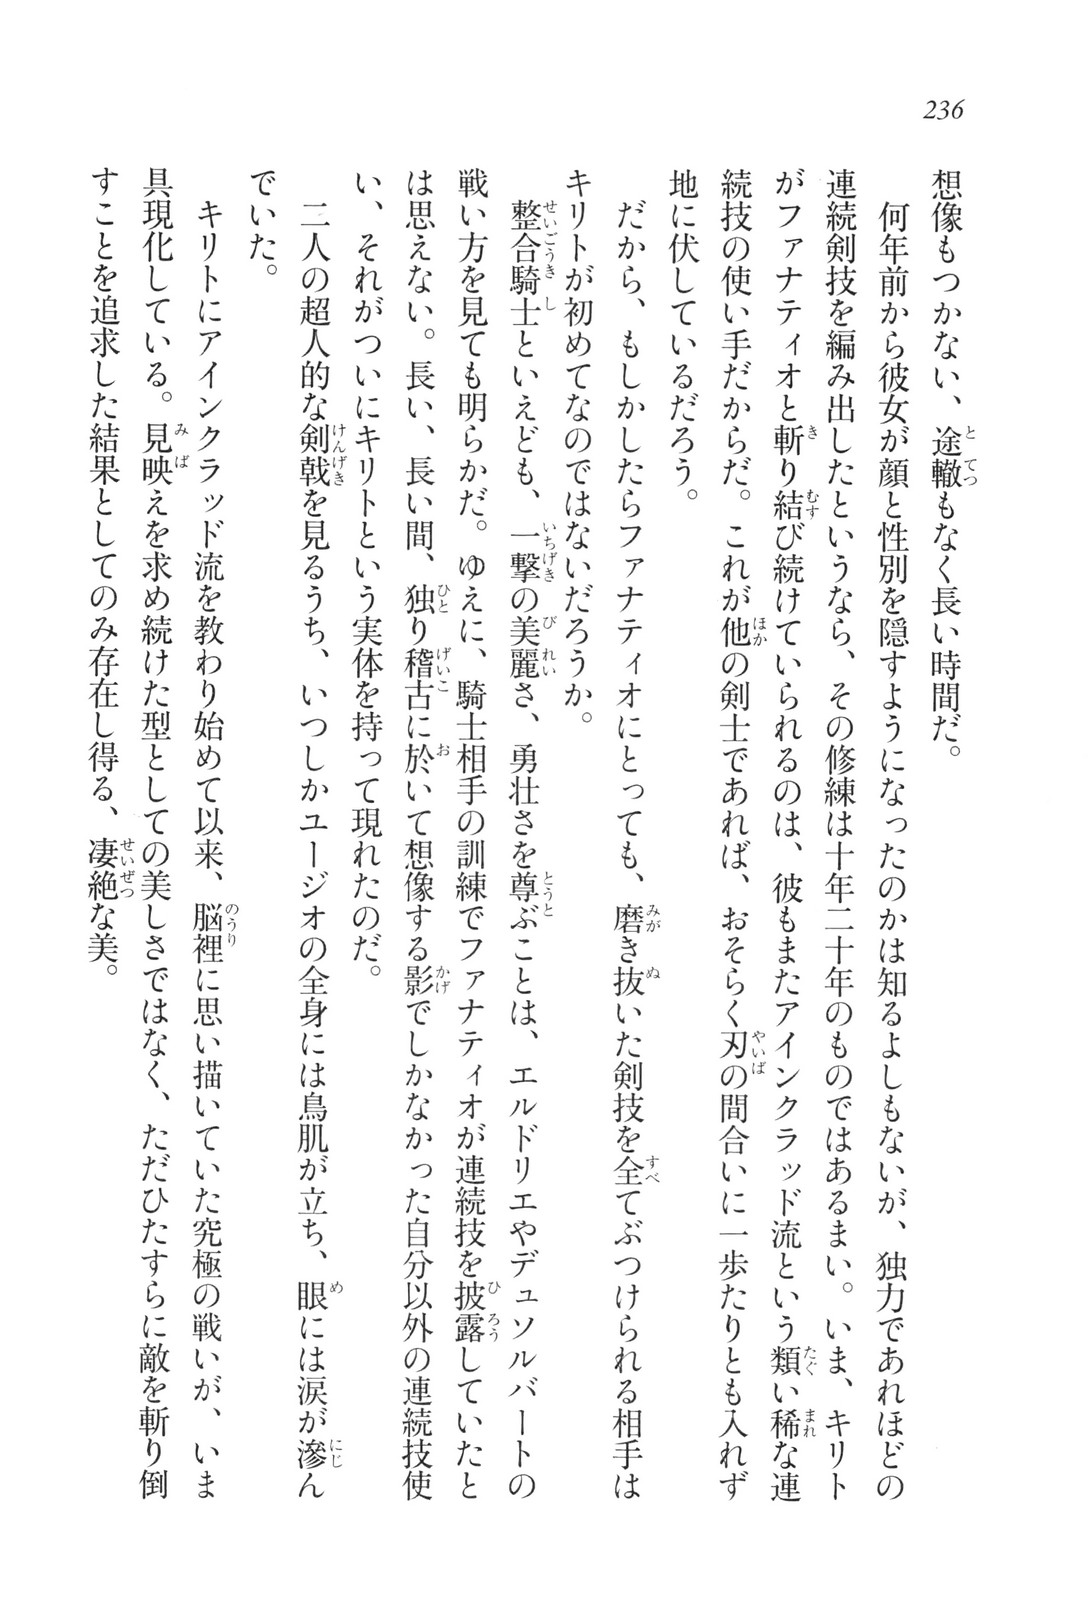 236
想像もつかない、途轍もなく長い時間だ。
　何年前から彼女が顔と性別を隠すようになったのかは知るよしもないが、独力であれほどの
連続剣技を編み出したというなら、その修練は十年二十年のものではあるまい。いま、キリト
がファナティオと斬り結び続けていられるのは、彼もまたアインクラッド流という類い稀な連
続技の使い手だからだ。これが他の剣士であれば、おそらく刃の間合いに一歩たりとも入れず
地に伏しているだろう。
　だから、もしかしたらファナティオにとっても、磨き抜いた剣技を全てぶつけられる相手は
キリトが初めてなのではないだろうか。
　整合騎士といえども、一撃の美麗さ、勇壮さを尊ぶことは、エルドリエやデュソルバートの
戦い方を見ても明らかだ。ゆえに、騎士相手の訓練でファナティオが連続技を披露していたと
は思えない。長い、長い間、独り稽古に於いて想像する影でしかなかった自分以外の連続技使
い、それがついにキリトという実体を持って現れたのだ。
　二人の超人的な剣戟を見るうち、いつしかユージオの全身には鳥肌が立ち、眼には涙が滲ん
でいた。
　キリトにアインクラッド流を教わり始めて以来、脳裡に思い描いていた究極の戦いが、いま
具現化している。見映えを求め続けた型としての美しさではなく、ただひたすらに敵を斬り倒
すことを追求した結果としてのみ存在し得る、凄絶な美。